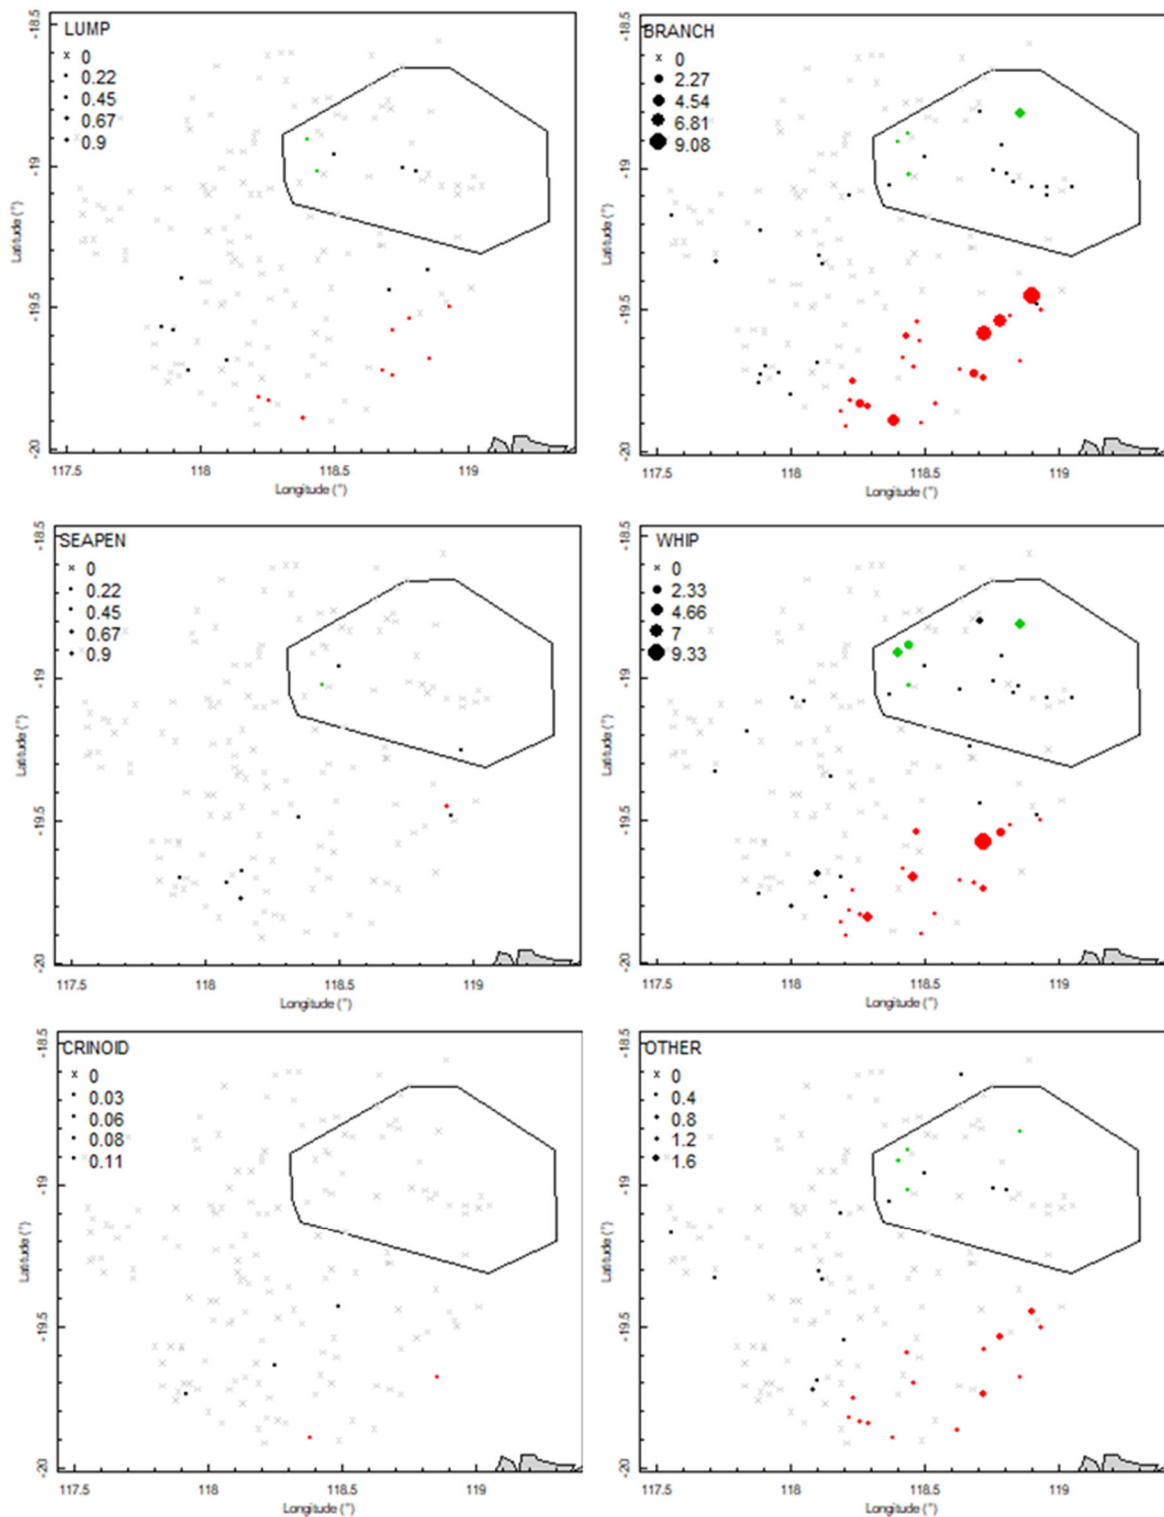 LUMP
× 0
0.22
0.45
0.67
0.9
-18.5
-19
-19.5
-20
Latitude (°)
117.5 118 118.5 119
Longitude (°)
BRANCH
× 0
2.27
4.54
6.81
9.08
-18.5
-19
-19.5
-20
Latitude (°)
117.5 118 118.5 119
Longitude (°)
SEAPEN
× 0
0.22
0.45
0.67
0.9
-18.5
-19
-19.5
-20
Latitude (°)
117.5 118 118.5 119
Longitude (°)
WHIP
× 0
2.33
4.66
7
9.33
-18.5
-19
-19.5
-20
Latitude (°)
117.5 118 118.5 119
Longitude (°)
CRINOID
× 0
0.03
0.06
0.08
0.11
-18.5
-19
-19.5
-20
Latitude (°)
117.5 118 118.5 119
Longitude (°)
OTHER
× 0
0.4
0.8
1.2
1.6
-18.5
-19
-19.5
-20
Latitude (°)
117.5 118 118.5 119
Longitude (°)